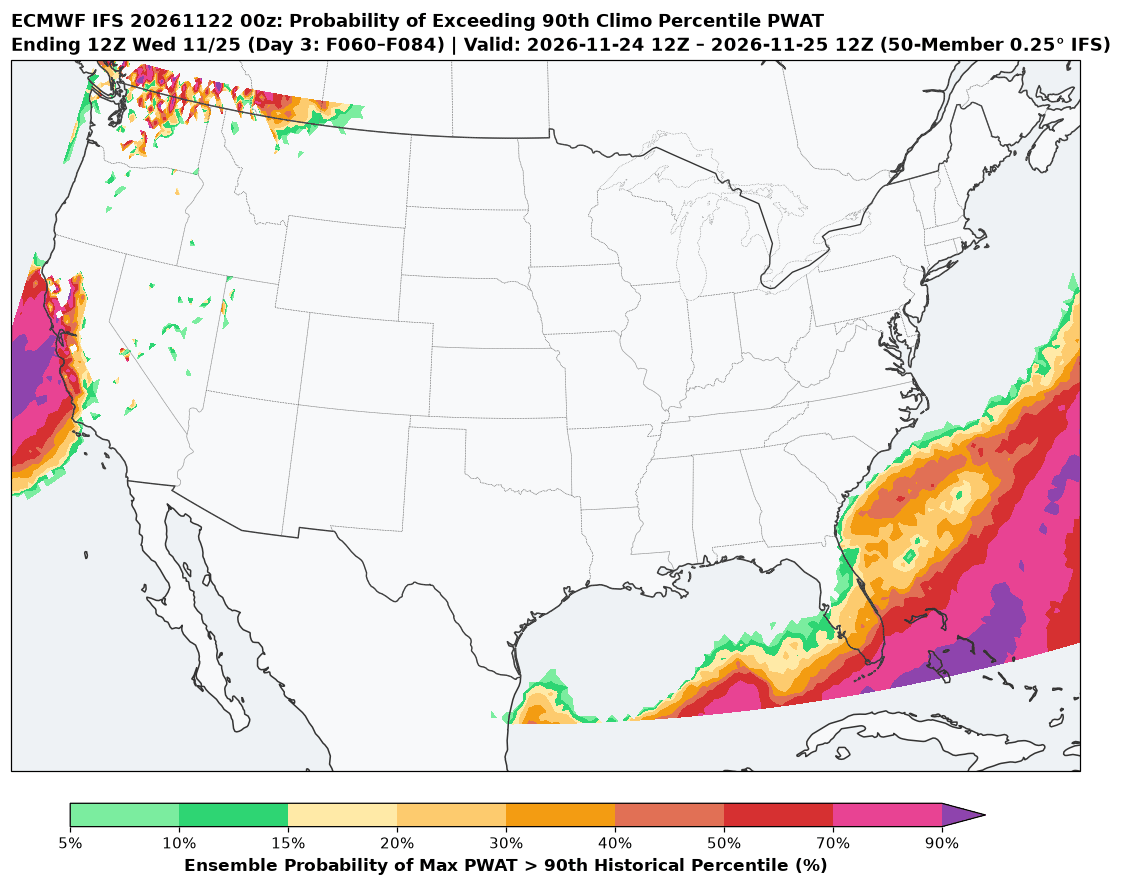 ECMWF IFS 20261122 00z: Probability of Exceeding 90th Climo Percentile PWAT
Ending 12Z Wed 11/25 (Day 3: F060–F084) | Valid: 2026-11-24 12Z – 2026-11-25 12Z (50-Member 0.25° IFS)
5% 10% 15% 20% 30% 40% 50% 70% 90%
Ensemble Probability of Max PWAT > 90th Historical Percentile (%)